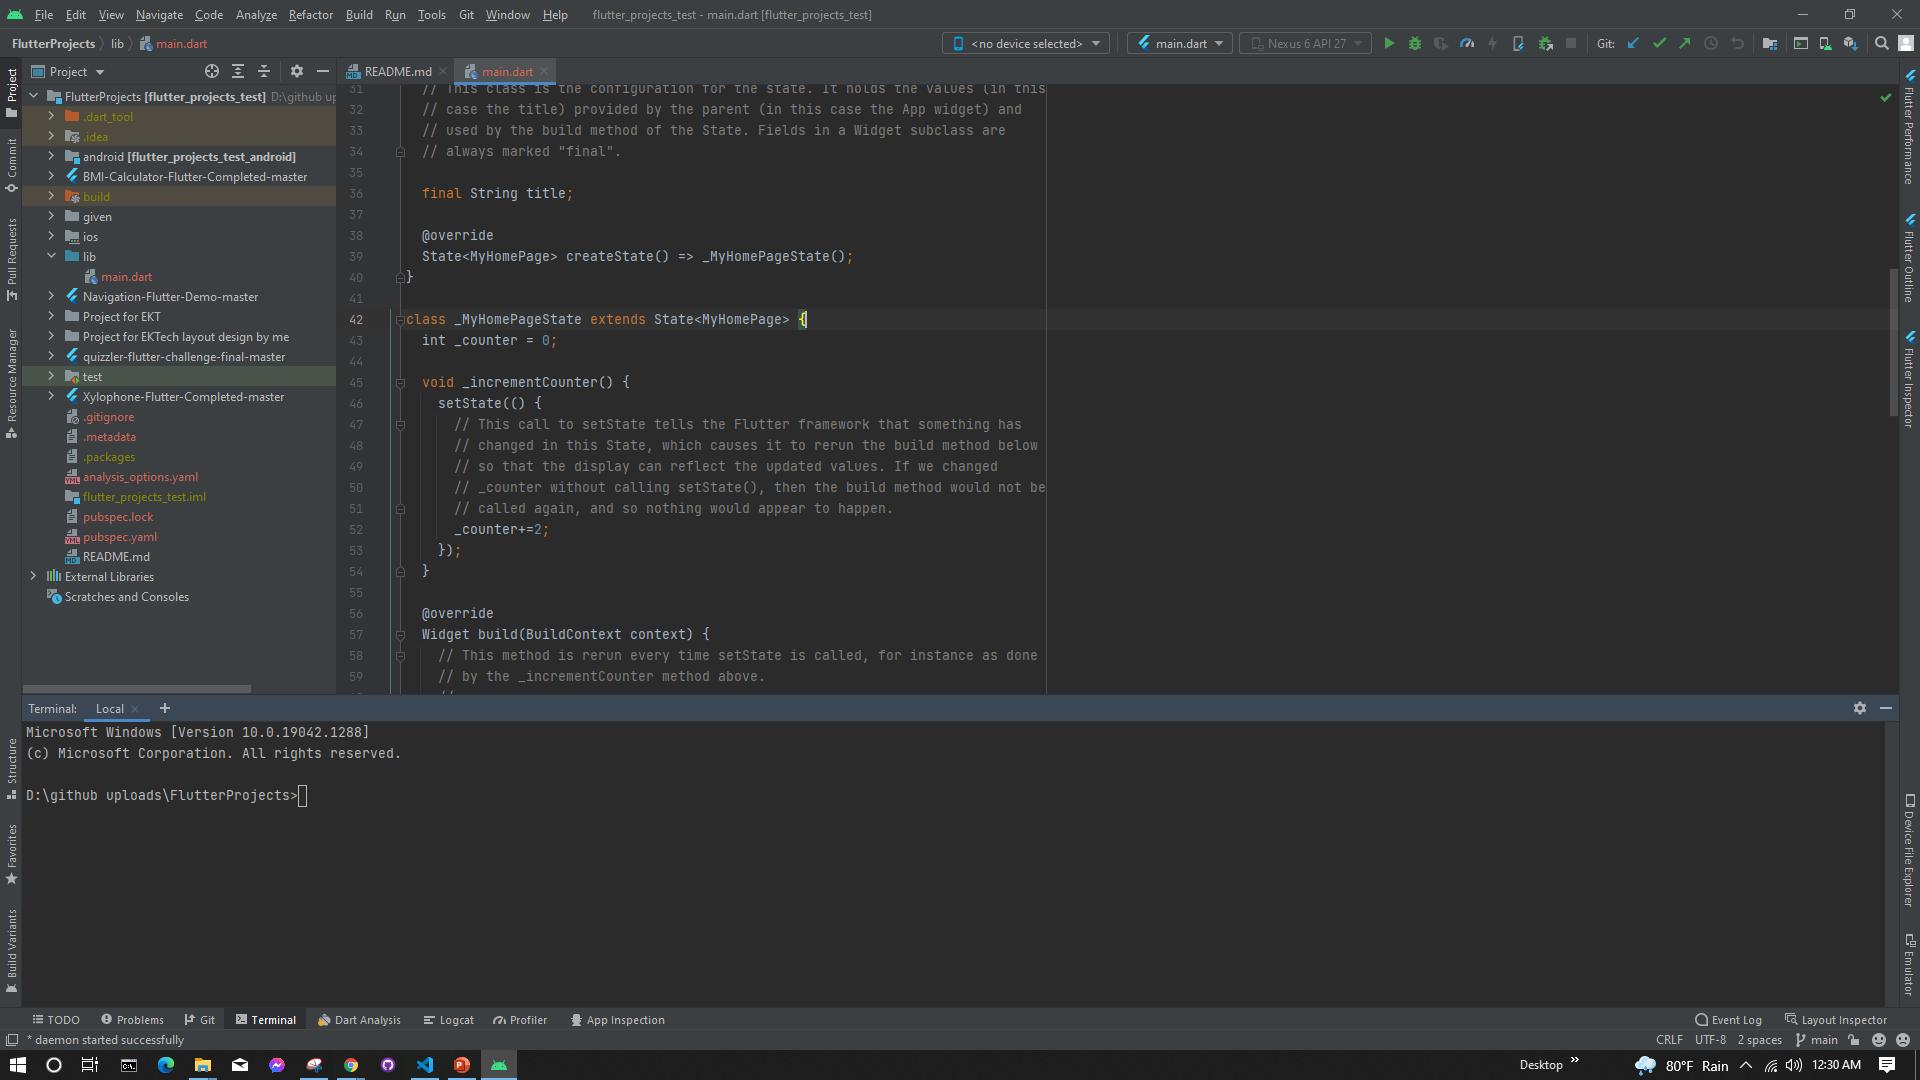 File Edit View Navigate Code Analyze Refactor Build Run Tools Git Window Help flutter_projects_test - main.dart [flutter_projects_test]
FlutterProjects lib main.dart <no device selected> main.dart Nexus 6 API 27 Git:
Project README.md main.dart
FlutterProjects [flutter_projects_test] D:\github up
.dart_tool
.idea
android [flutter_projects_test_android]
BMI-Calculator-Flutter-Completed-master
build
given
ios
lib
main.dart
Navigation-Flutter-Demo-master
Project for EKT
Project for EKTech layout design by me
quizzler-flutter-challenge-final-master
test
Xylophone-Flutter-Completed-master
.gitignore
.metadata
.packages
analysis_options.yaml
flutter_projects_test.iml
pubspec.lock
pubspec.yaml
README.md
External Libraries
Scratches and Consoles
31 // This class is the configuration for the state. It holds the values (in this
32 // case the title) provided by the parent (in this case the App widget) and
33 // used by the build method of the State. Fields in a Widget subclass are
34 // always marked "final".
35
36 final String title;
37
38 @override
39 State<MyHomePage> createState() => _MyHomePageState();
40 }
41
42 class _MyHomePageState extends State<MyHomePage> {
43 int _counter = 0;
44
45 void _incrementCounter() {
46 setState(() {
47 // This call to setState tells the Flutter framework that something has
48 // changed in this State, which causes it to rerun the build method below
49 // so that the display can reflect the updated values. If we changed
50 // _counter without calling setState(), then the build method would not be
51 // called again, and so nothing would appear to happen.
52 _counter+=2;
53 });
54 }
55
56 @override
57 Widget build(BuildContext context) {
58 // This method is rerun every time setState is called, for instance as done
59 // by the _incrementCounter method above.
Project
Commit
Pull Requests
Resource Manager
Structure
Favorites
Build Variants
Flutter Performance
Flutter Outline
Flutter Inspector
Device File Explorer
Emulator
Terminal: Local
Microsoft Windows [Version 10.0.19042.1288]
(c) Microsoft Corporation. All rights reserved.
D:\github uploads\FlutterProjects>
TODO Problems Git Terminal Dart Analysis Logcat Profiler App Inspection Event Log Layout Inspector
* daemon started successfully CRLF UTF-8 2 spaces main
Desktop 80°F Rain 12:30 AM